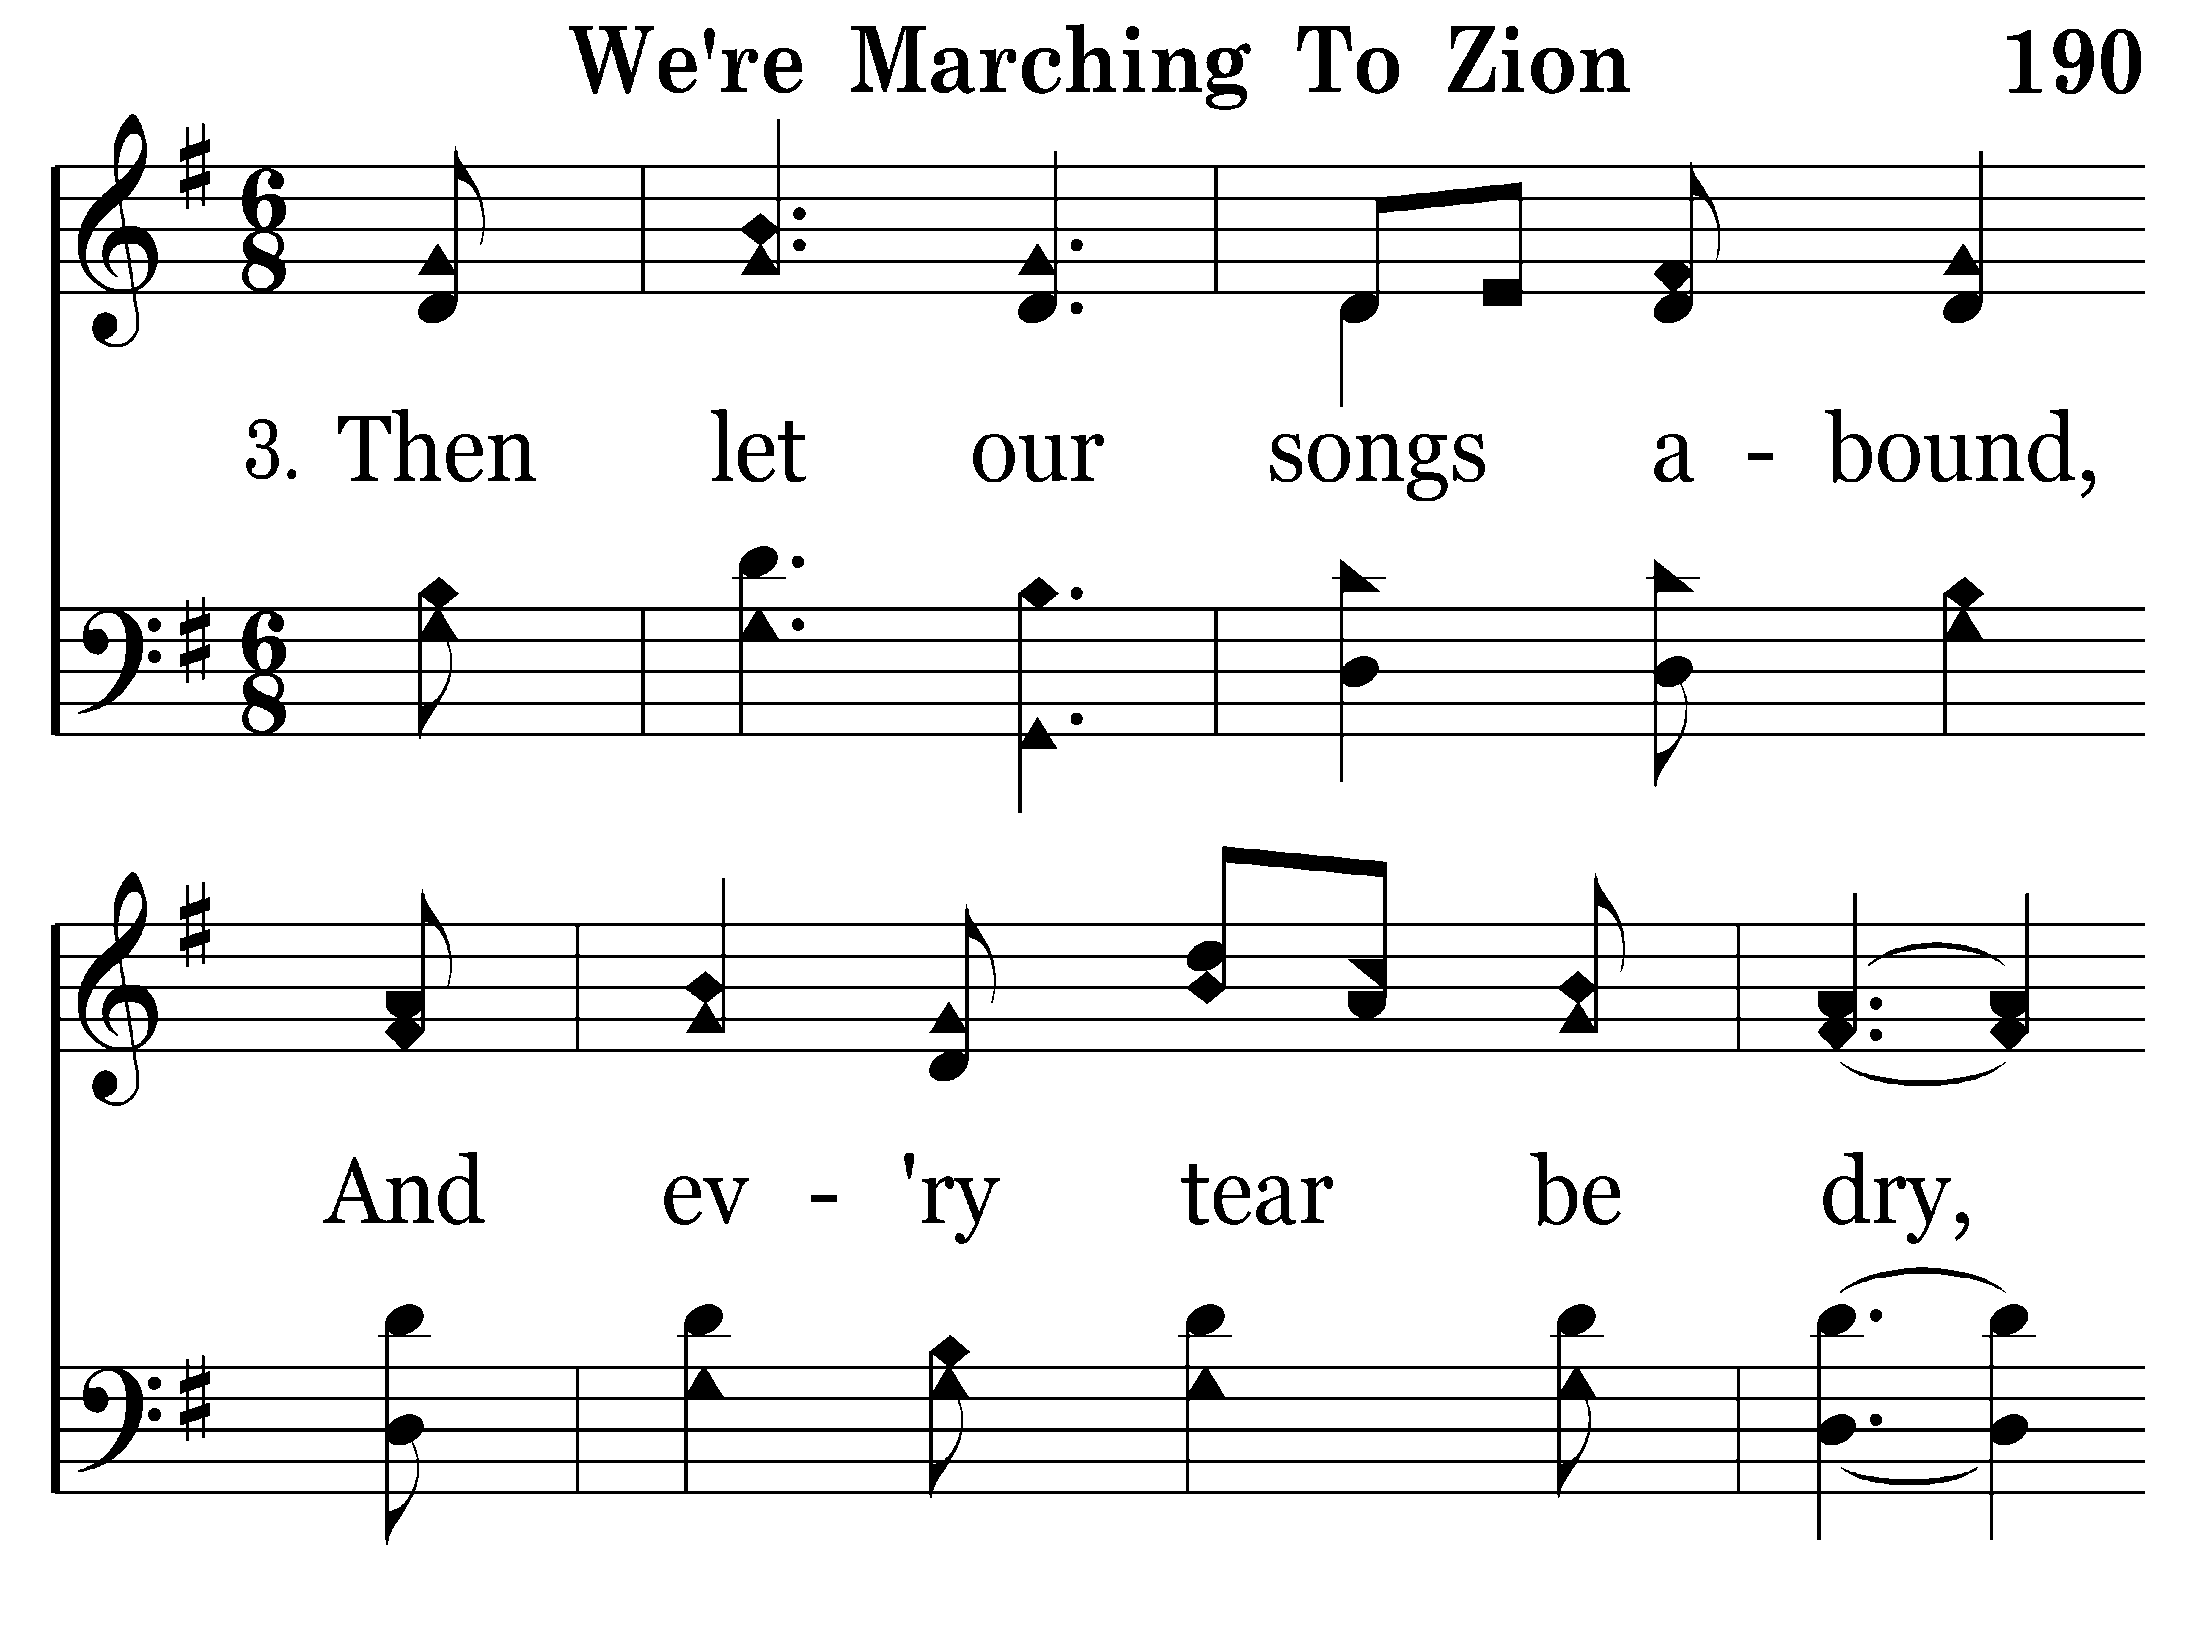 We're Marching To Zion 190
3. Then let our songs a - bound,
And ev - 'ry tear be dry,